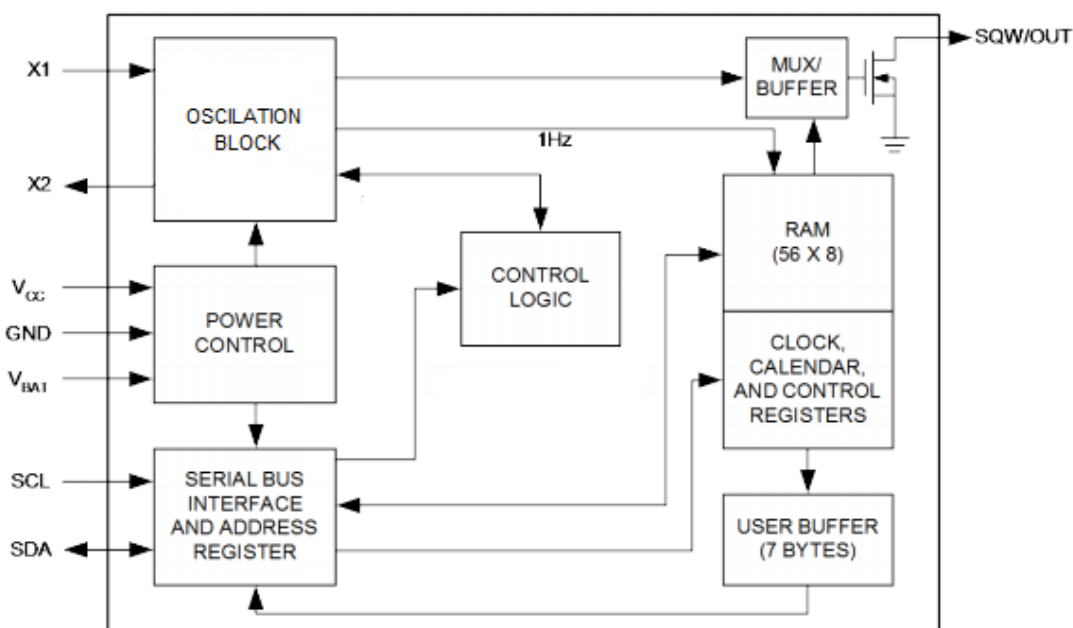 SQW/OUT
X1
MUX/
BUFFER
OSCILATION
BLOCK
1Hz
X2
RAM
(56 X 8)
CONTROL
LOGIC
VCC
POWER
CONTROL
GND
CLOCK,
CALENDAR,
AND CONTROL
REGISTERS
VBAT
SCL
SERIAL BUS
INTERFACE
AND ADDRESS
REGISTER
USER BUFFER
(7 BYTES)
SDA